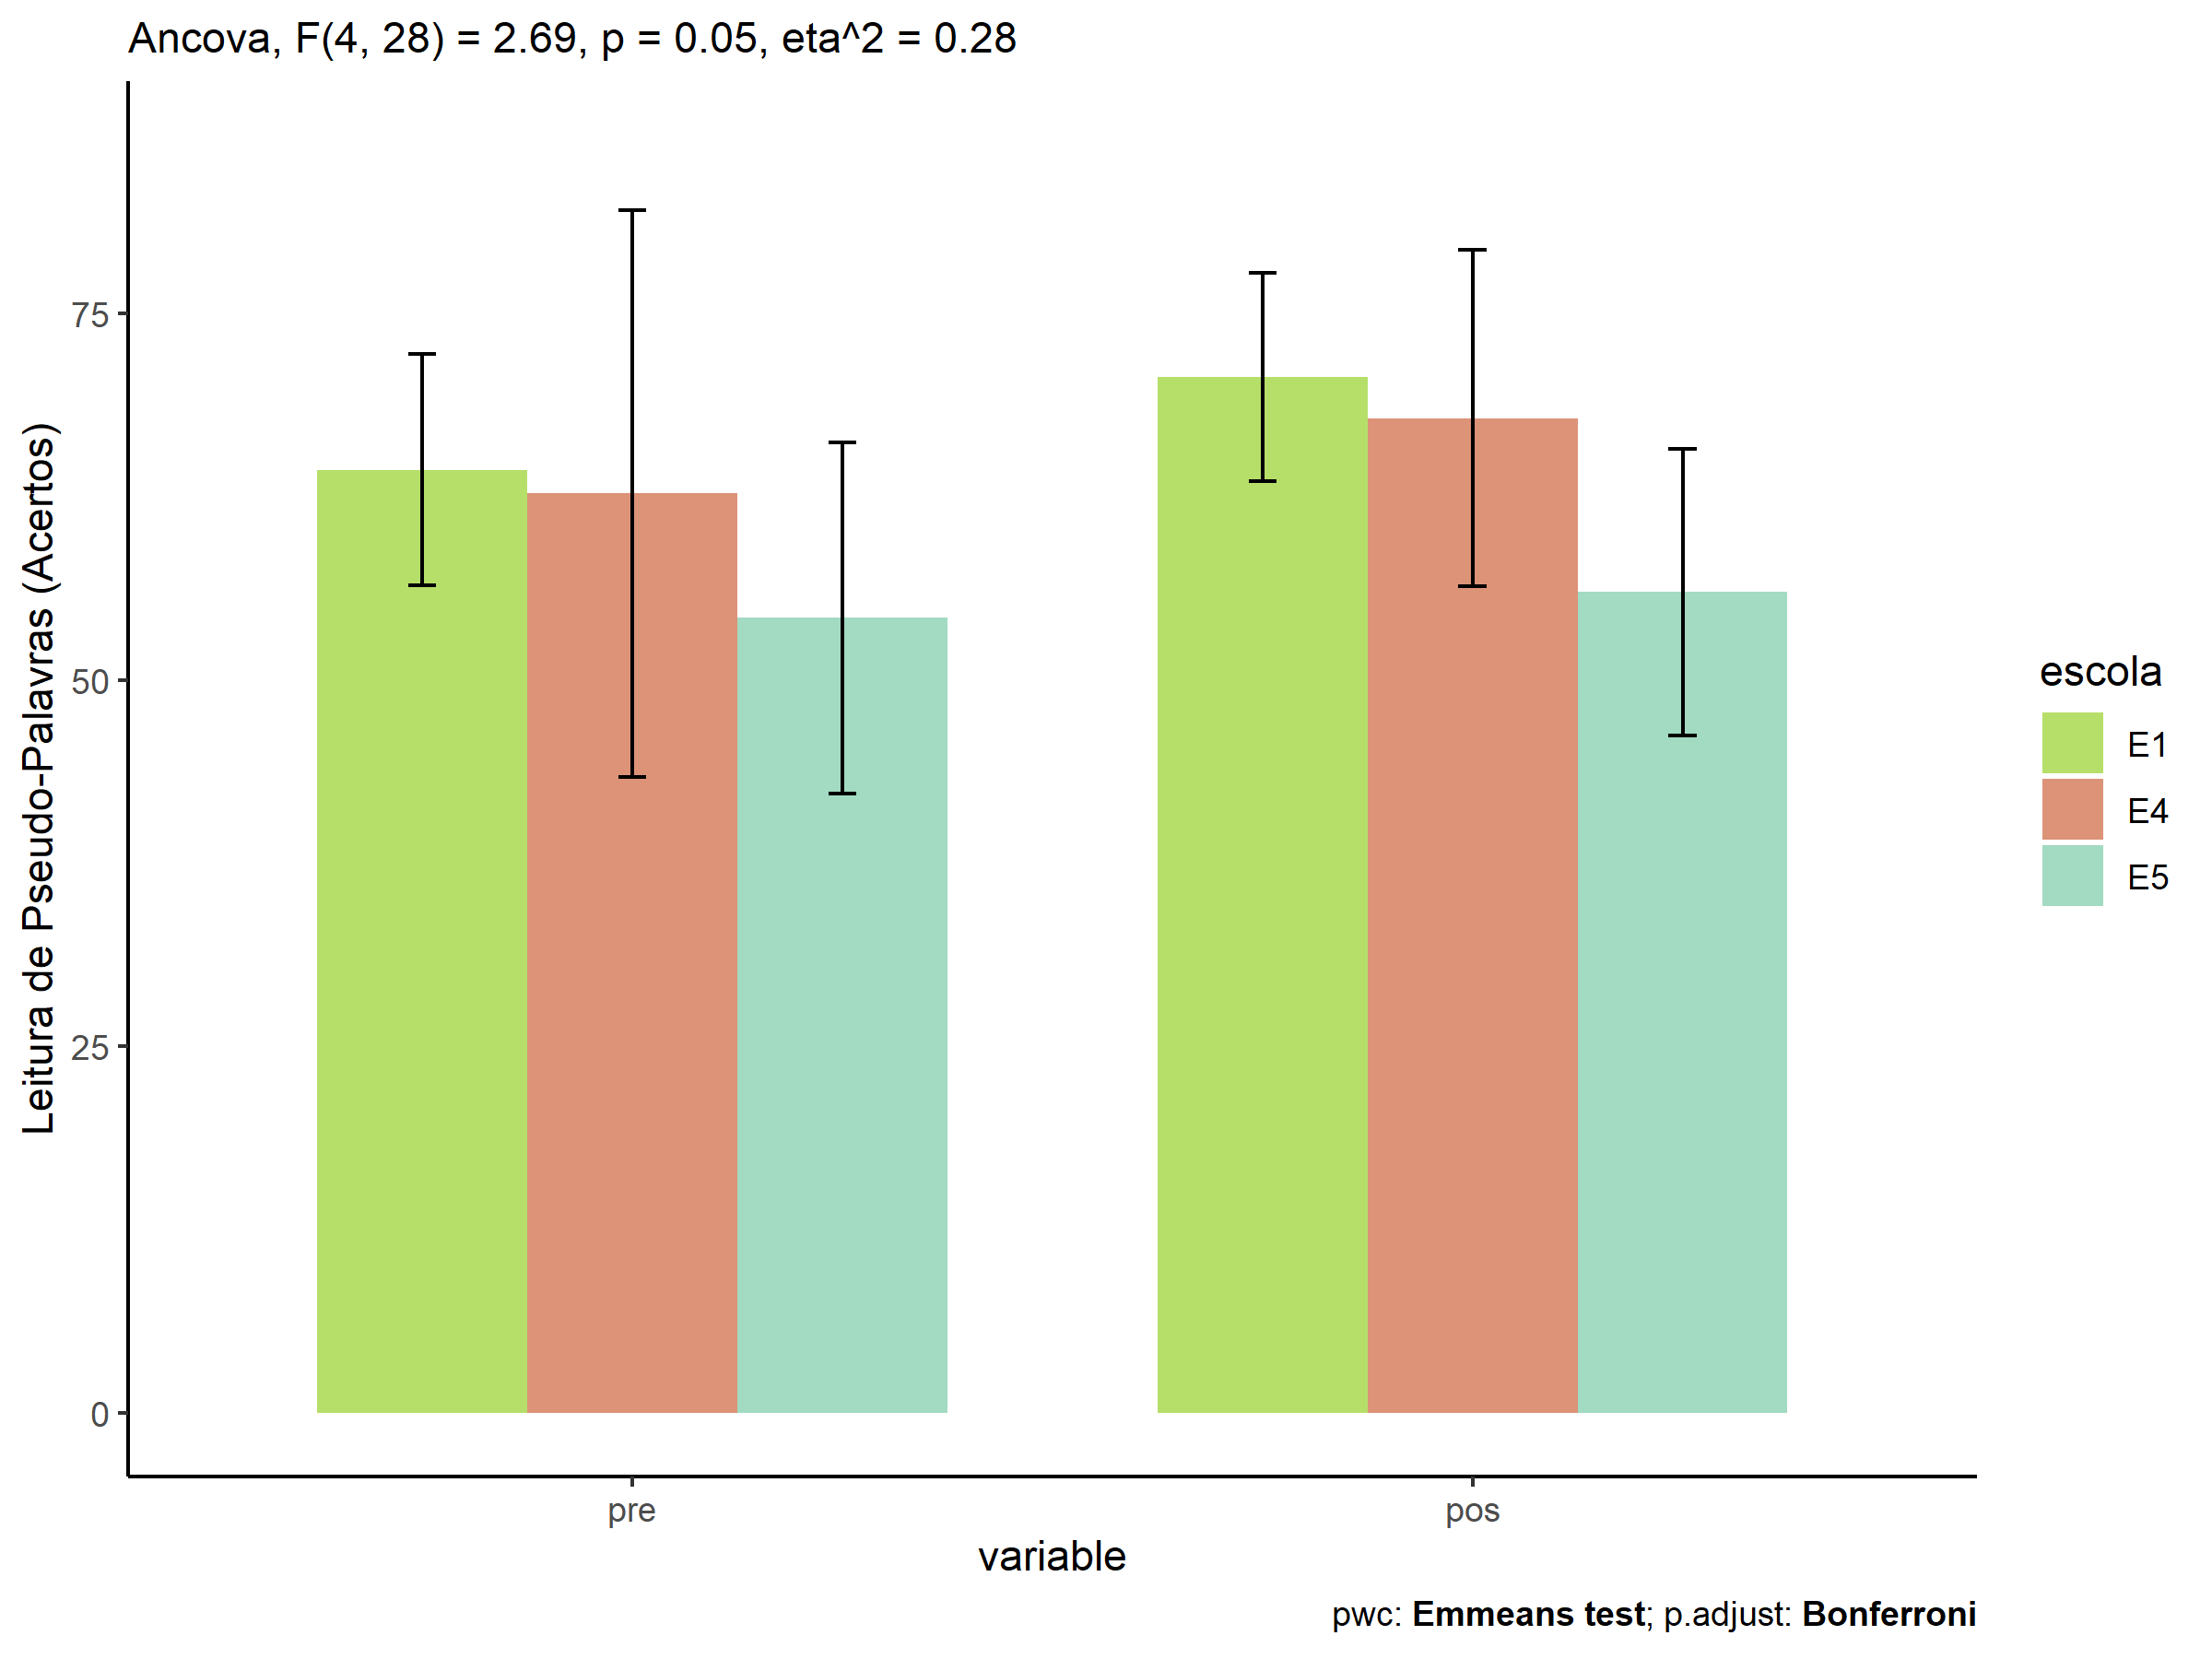 Ancova, F(4, 28) = 2.69, p = 0.05, eta^2 = 0.28
Leitura de Pseudo-Palavras (Acertos)
75
50
25
0
pre
pos
variable
escola
E1
E4
E5
pwc: Emmeans test; p.adjust: Bonferroni